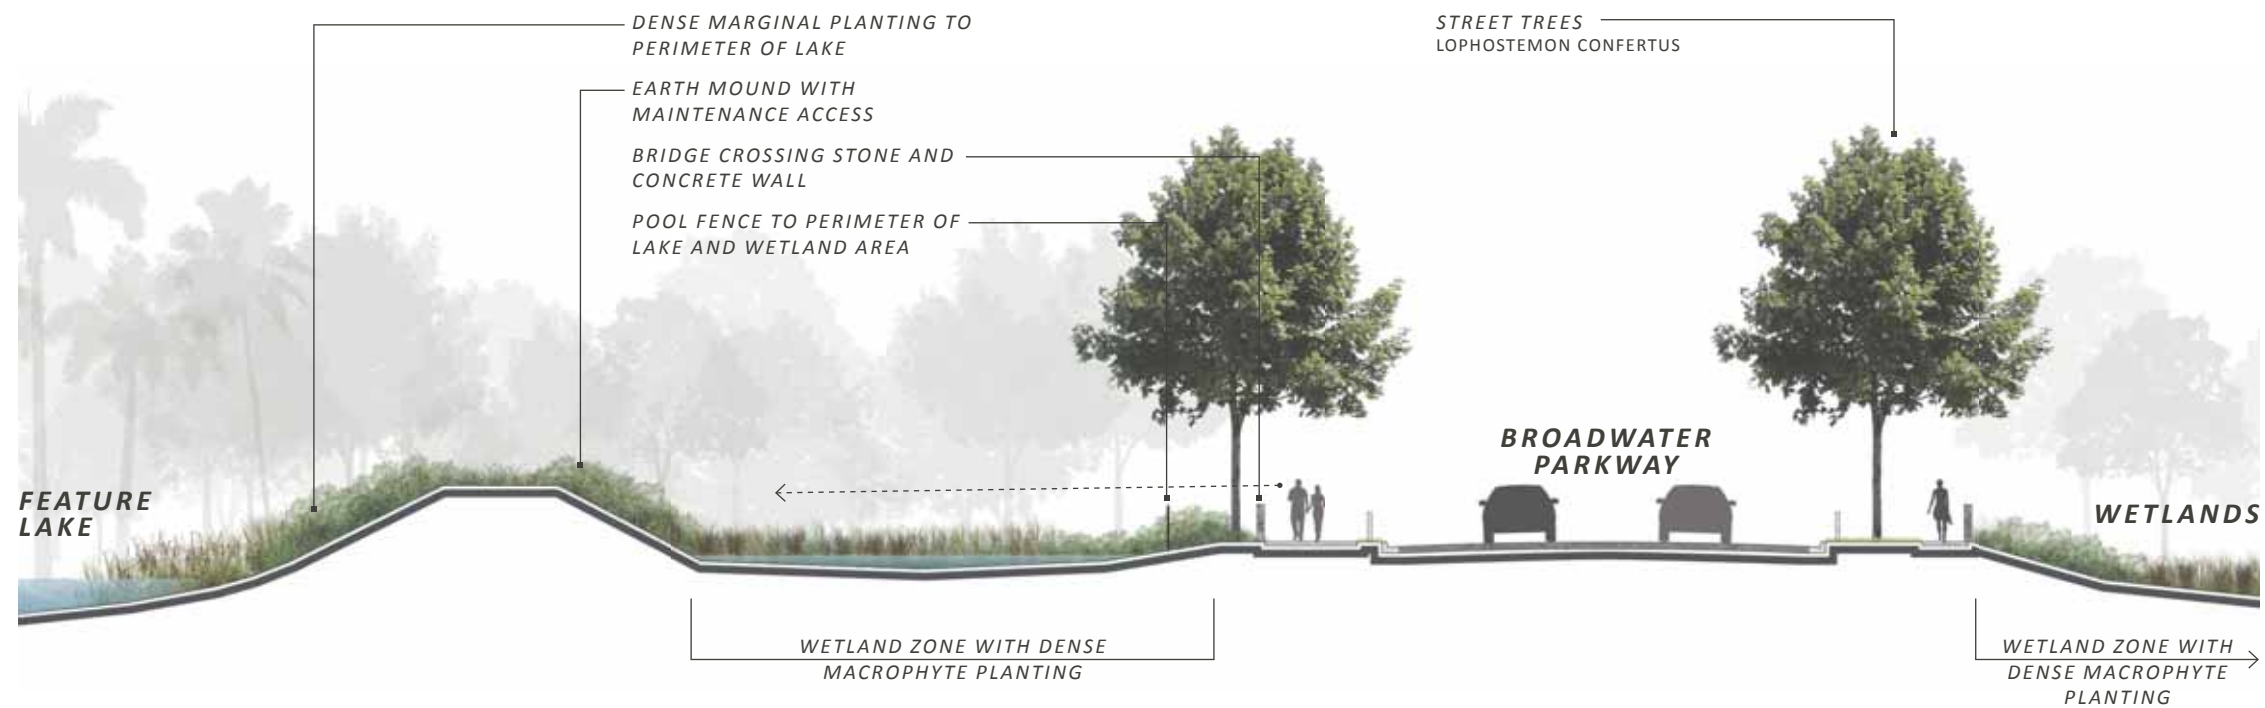 DENSE MARGINAL PLANTING TO
PERIMETER OF LAKE
EARTH MOUND WITH
MAINTENANCE ACCESS
BRIDGE CROSSING STONE AND
CONCRETE WALL
POOL FENCE TO PERIMETER OF
LAKE AND WETLAND AREA
STREET TREES
LOPHOSTEMON CONFERTUS
BROADWATER
PARKWAY
FEATURE
LAKE
WETLANDS
WETLAND ZONE WITH DENSE
MACROPHYTE PLANTING
WETLAND ZONE WITH
DENSE MACROPHYTE
PLANTING